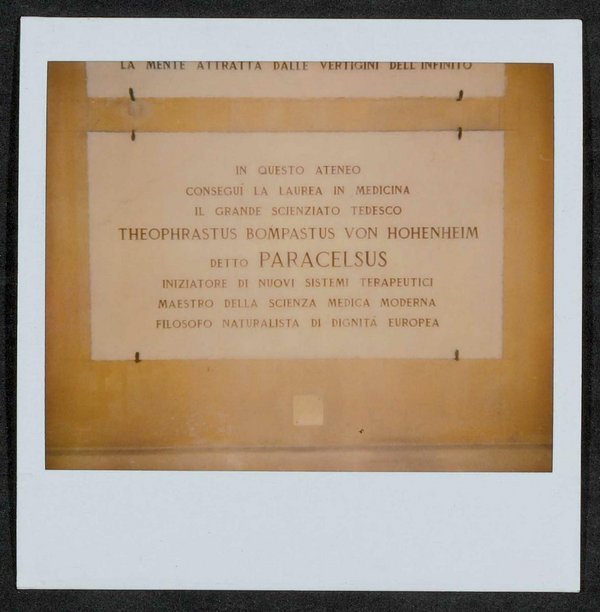 LA MENTE ATTRATTA DALLE VERTIGINI DELL'INFINITO
IN QUESTO ATENEO
CONSEGUÌ LA LAUREA IN MEDICINA
IL GRANDE SCIENZIATO TEDESCO
THEOPHRASTUS BOMPASTUS VON HOHENHEIM
DETTO PARACELSUS
INIZIATORE DI NUOVI SISTEMI TERAPEUTICI
MAESTRO DELLA SCIENZA MEDICA MODERNA
FILOSOFO NATURALISTA DI DIGNITÀ EUROPEA